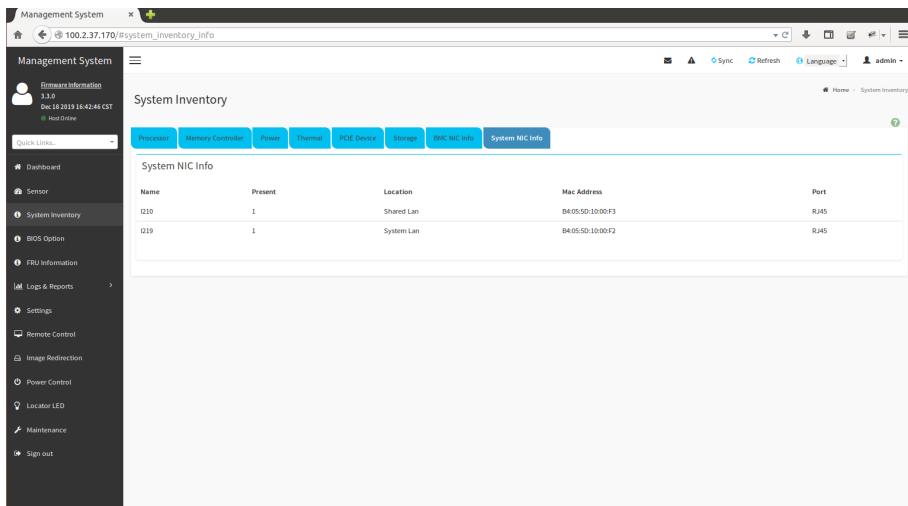 Management System
100.2.37.170/#system_inventory_info
Management System
Sync
Refresh
Language
admin
Firmware Information
3.3.0
Dec 18 2019 16:42:46 CST
Host Online
System Inventory
Home - System Inventory
Quick Links..
Processor
Memory Controller
Power
Thermal
PCIE Device
Storage
BMC NIC Info
System NIC Info
System NIC Info
Name Present Location Mac Address Port
I210 1 Shared Lan B4:05:5D:10:00:F3 RJ45
I219 1 System Lan B4:05:5D:10:00:F2 RJ45
Dashboard
Sensor
System Inventory
BIOS Option
FRU Information
Logs & Reports
Settings
Remote Control
Image Redirection
Power Control
Locator LED
Maintenance
Sign out